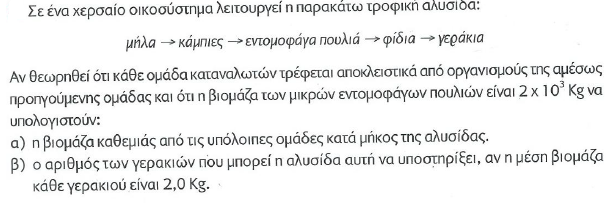 Σε ένα χερσαίο οικοσύστημα λειτουργεί η παρακάτω τροφική αλυσίδα:
μήλα → κάμπιες → εντομοφάγα πουλιά → φίδια → γεράκια
Αν θεωρηθεί ότι κάθε ομάδα καταναλωτών τρέφεται αποκλειστικά από οργανισμούς της αμέσως
προηγούμενης ομάδας και ότι η βιομάζα των μικρών εντομοφάγων πουλιών είναι 2 x 10³ Kg να
υπολογιστούν:
α) η βιομάζα καθεμιάς από τις υπόλοιπες ομάδες κατά μήκος της αλυσίδας.
β) ο αριθμός των γερακιών που μπορεί η αλυσίδα αυτή να υποστηρίξει, αν η μέση βιομάζα
κάθε γερακιού είναι 2,0 Kg.